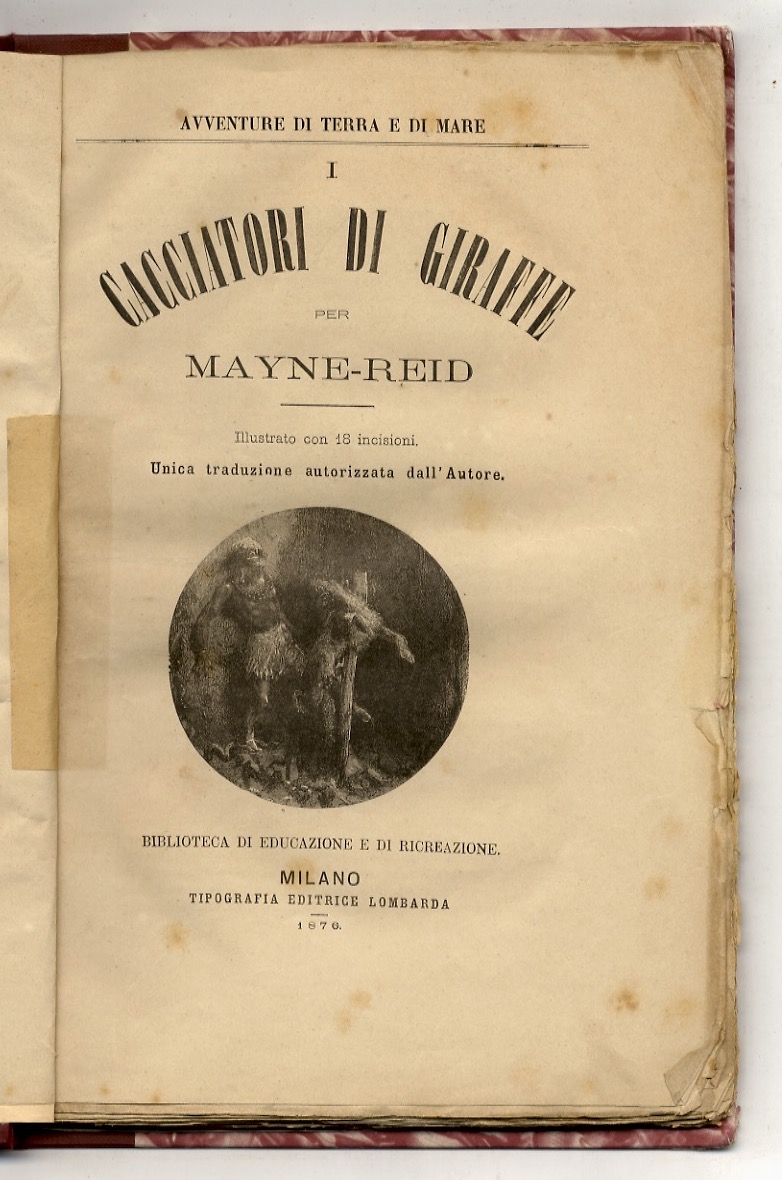 AVVENTURE DI TERRA E DI MARE
I
CACCIATORI DI GIRAFFE
PER
MAYNE-REID
Illustrato con 18 incisioni.
Unica traduzione autorizzata dall'Autore.
BIBLIOTECA DI EDUCAZIONE E DI RICREAZIONE.
MILANO
TIPOGRAFIA EDITRICE LOMBARDA
1876.